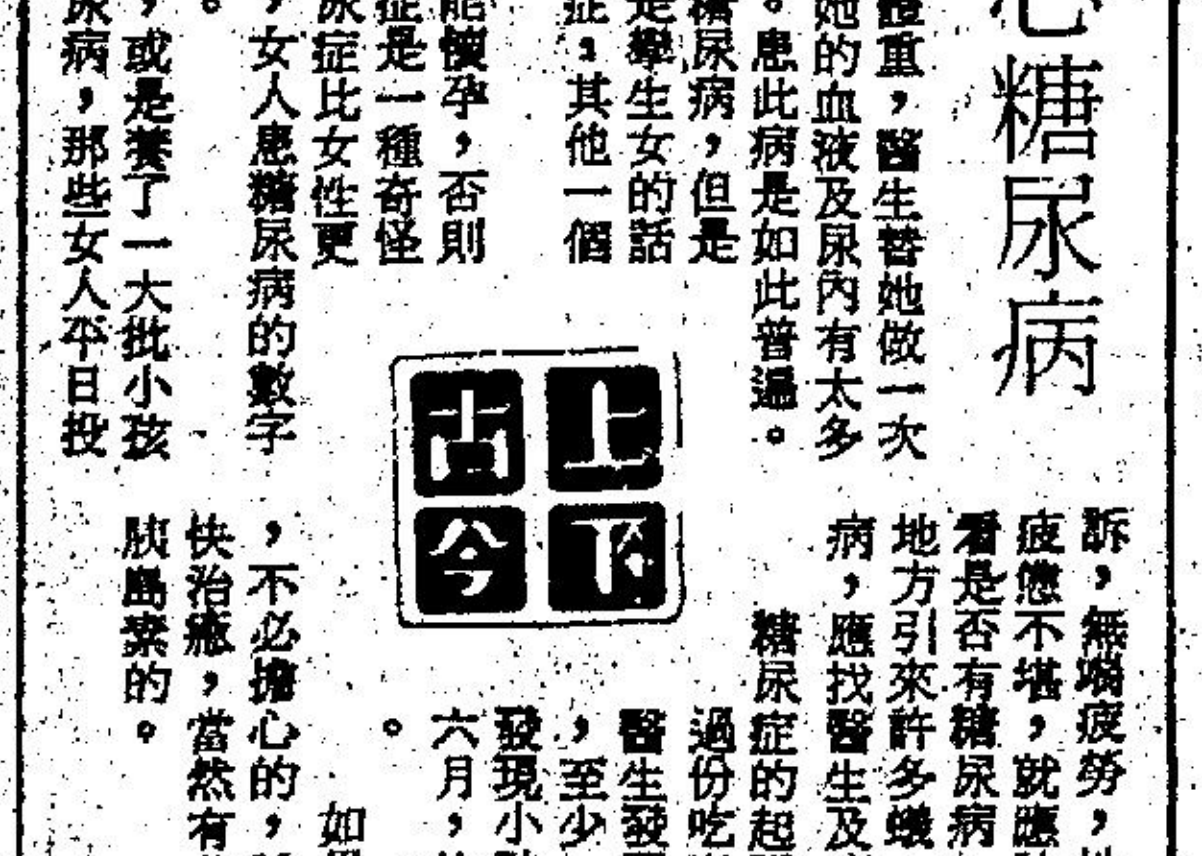 心糖尿病
證重，醫生替她做一次
她的血液及尿內有太多
。患此病是如此普遍。
糖尿病，但是
是孿生女的話
症。其他一個
能懷孕，否則
症是一種奇怪
尿症比女性更
，女人患糖尿病的數字
。
，或是養了一大批小孩
尿病，那些女人平日投
上下古今
訴，無嘴疲勞，
疲憊不堪，就應
看是否有糖尿病
地方引來許多蟻
病，應找醫生及
糖尿症的起
過份吃
醫生發
，至少
發現小
六月，
。
如
，不必擔心的，
快治癒，當然有
胰島素的。